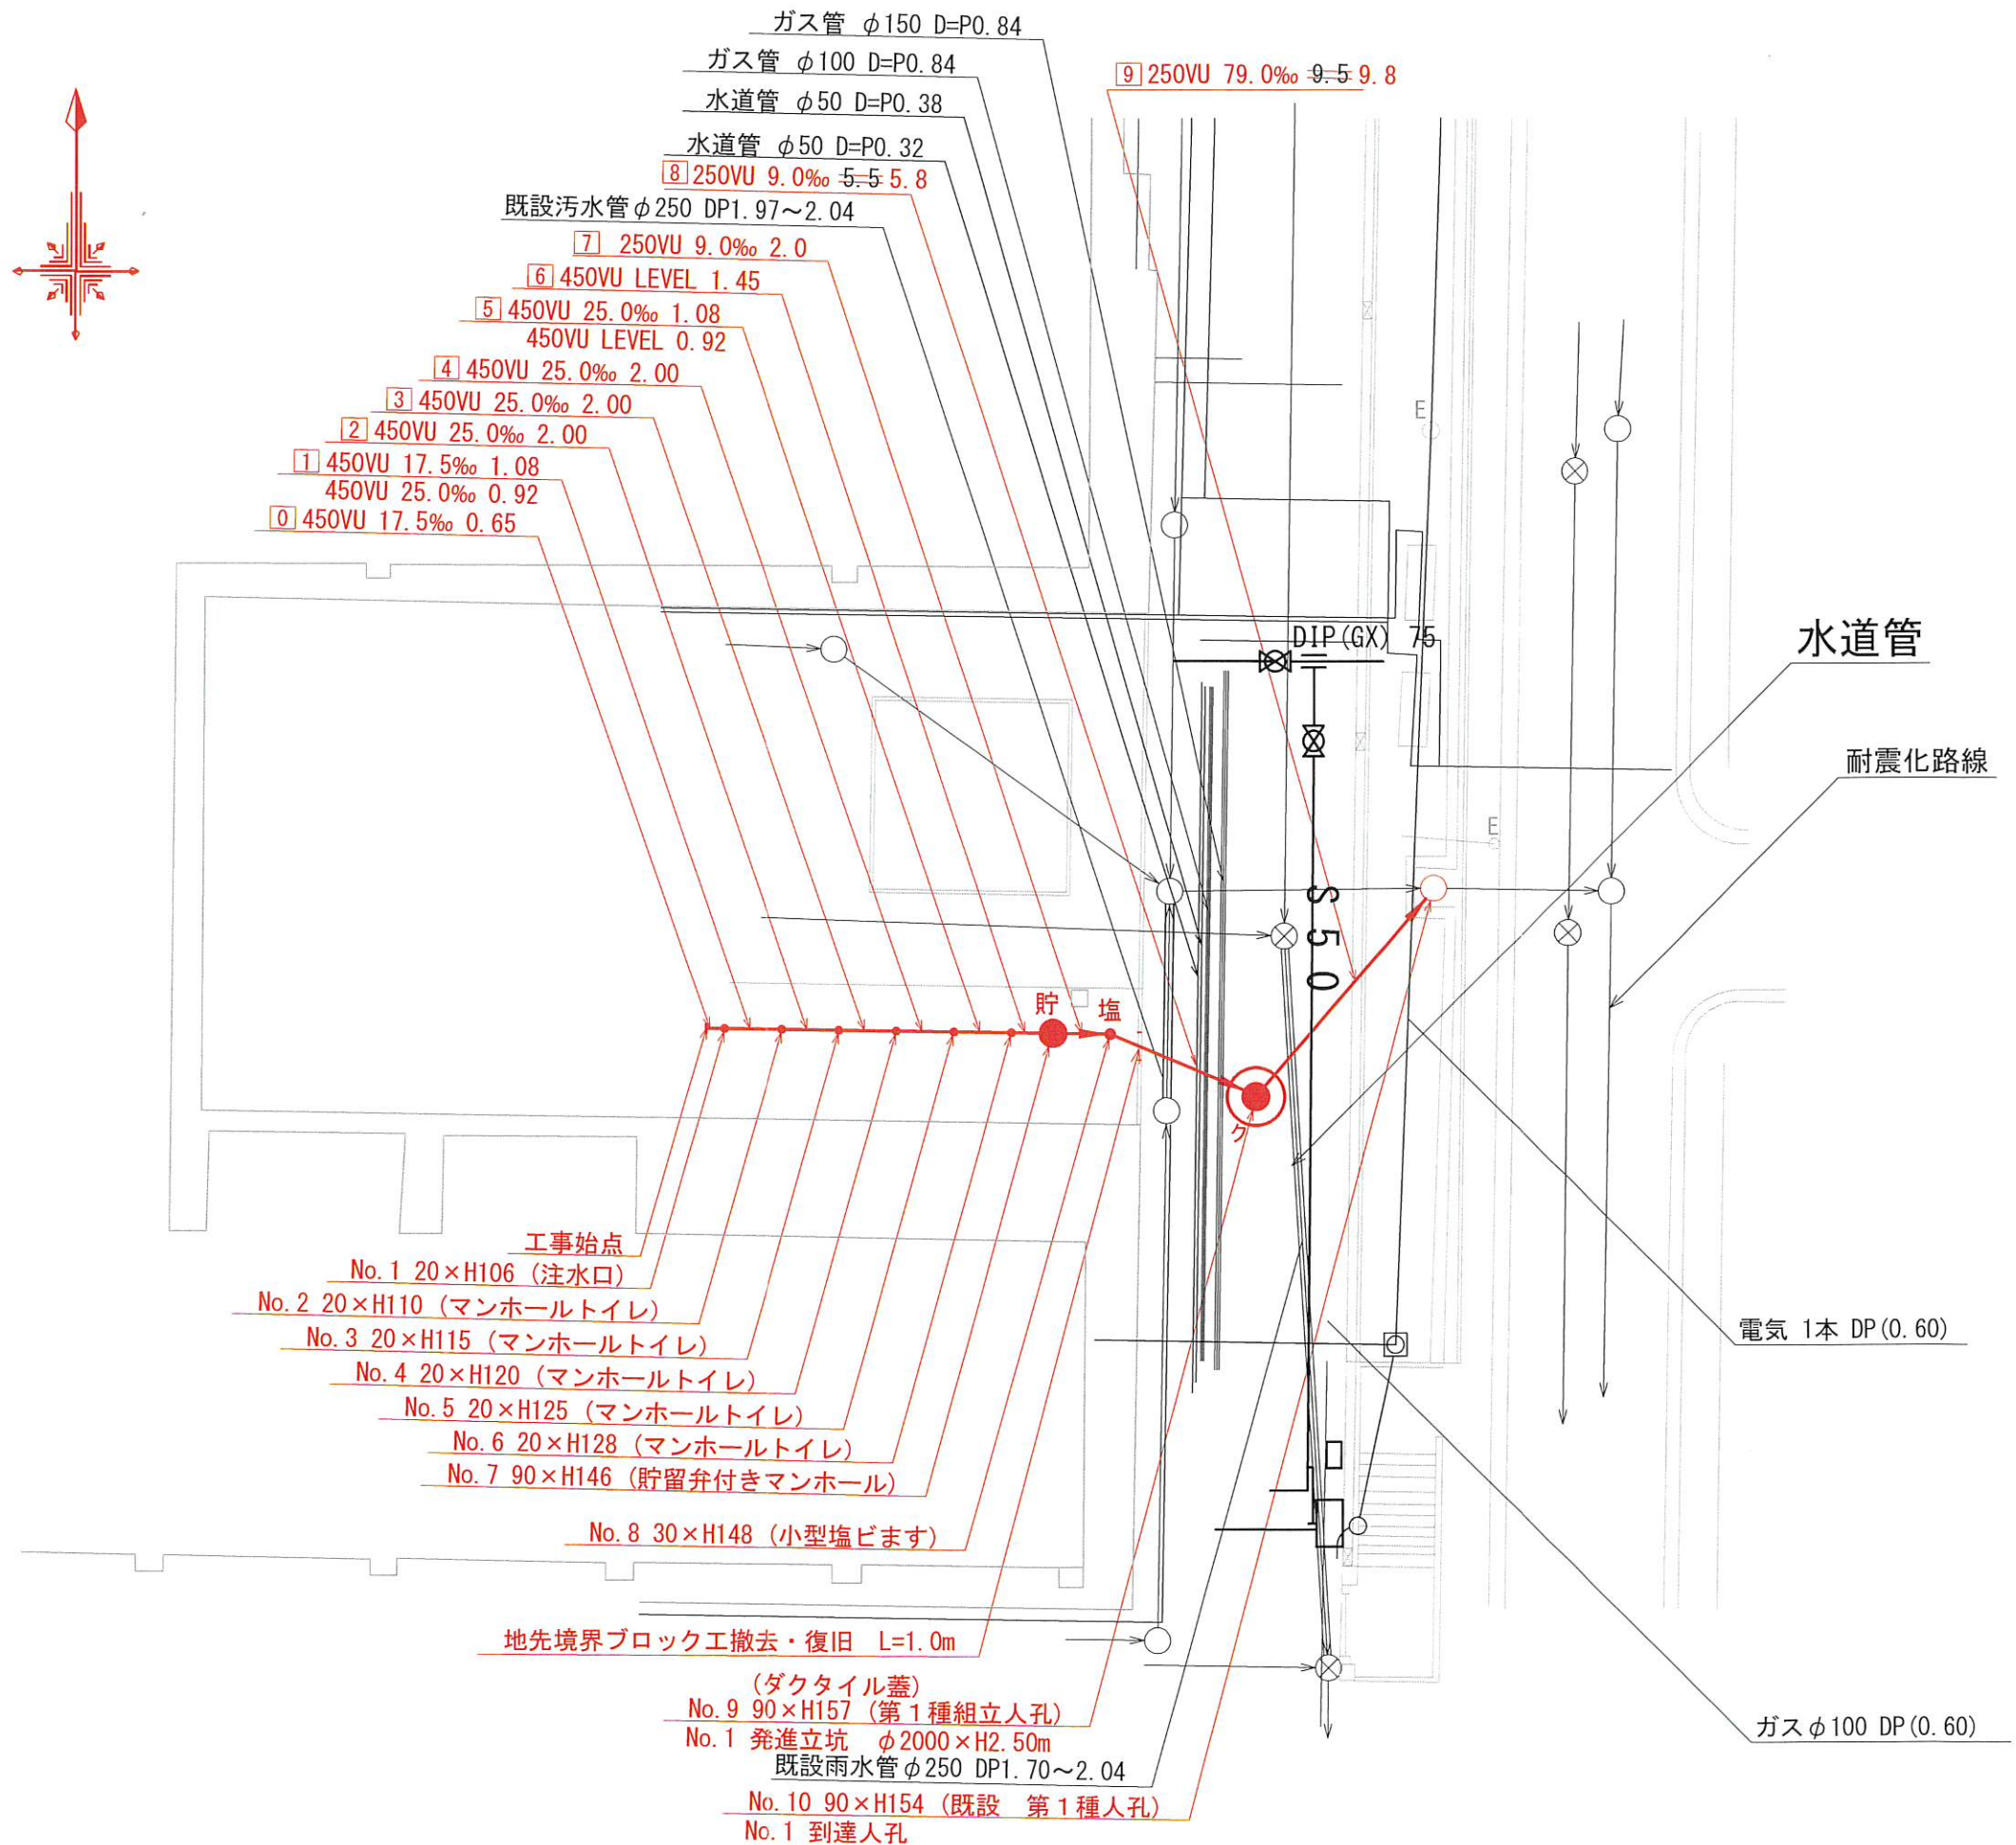 ガス管 φ150 D=P0.84
ガス管 φ100 D=P0.84
9 250VU 79.0‰ 9.5 9.8
水道管 φ50 D=P0.38
水道管 φ50 D=P0.32
8 250VU 9.0‰ 5.5 5.8
既設汚水管φ250 DP1.97～2.04
7 250VU 9.0‰ 2.0
6 450VU LEVEL 1.45
5 450VU 25.0‰ 1.08
450VU LEVEL 0.92
4 450VU 25.0‰ 2.00
3 450VU 25.0‰ 2.00
2 450VU 25.0‰ 2.00
1 450VU 17.5‰ 1.08
450VU 25.0‰ 0.92
0 450VU 17.5‰ 0.65
E
DIP(GX) 75
水道管
耐震化路線
E
S50
貯
塩
ク
工事始点
No.1 20×H106（注水口）
No.2 20×H110（マンホールトイレ）
No.3 20×H115（マンホールトイレ）
No.4 20×H120（マンホールトイレ）
No.5 20×H125（マンホールトイレ）
No.6 20×H128（マンホールトイレ）
No.7 90×H146（貯留弁付きマンホール）
No.8 30×H148（小型塩ビます）
電気 1本 DP(0.60)
地先境界ブロック工撤去・復旧 L=1.0m
（ダクタイル蓋）
No.9 90×H157（第１種組立人孔）
No.1 発進立坑 φ2000×H2.50m
既設雨水管φ250 DP1.70～2.04
ガスφ100 DP(0.60)
No.10 90×H154（既設 第１種人孔）
No.1 到達人孔